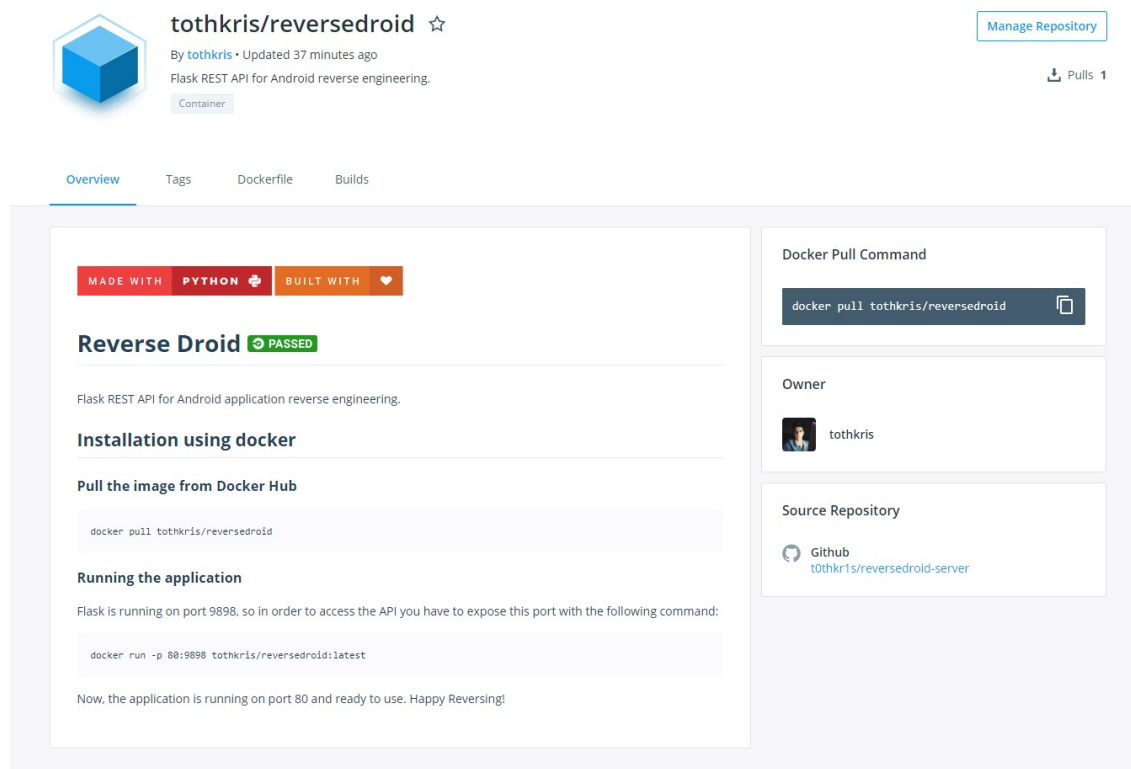 tothkris/reversedroid
Manage Repository
By tothkris • Updated 37 minutes ago
Pulls 1
Flask REST API for Android reverse engineering.
Container
Overview Tags Dockerfile Builds
MADE WITH PYTHON BUILT WITH
Reverse Droid PASSED
Flask REST API for Android application reverse engineering.
Installation using docker
Pull the image from Docker Hub
docker pull tothkris/reversedroid
Running the application
Flask is running on port 9898, so in order to access the API you have to expose this port with the following command:
docker run -p 80:9898 tothkris/reversedroid:latest
Now, the application is running on port 80 and ready to use. Happy Reversing!
Docker Pull Command
docker pull tothkris/reversedroid
Owner
tothkris
Source Repository
Github
t0thkr1s/reversedroid-server